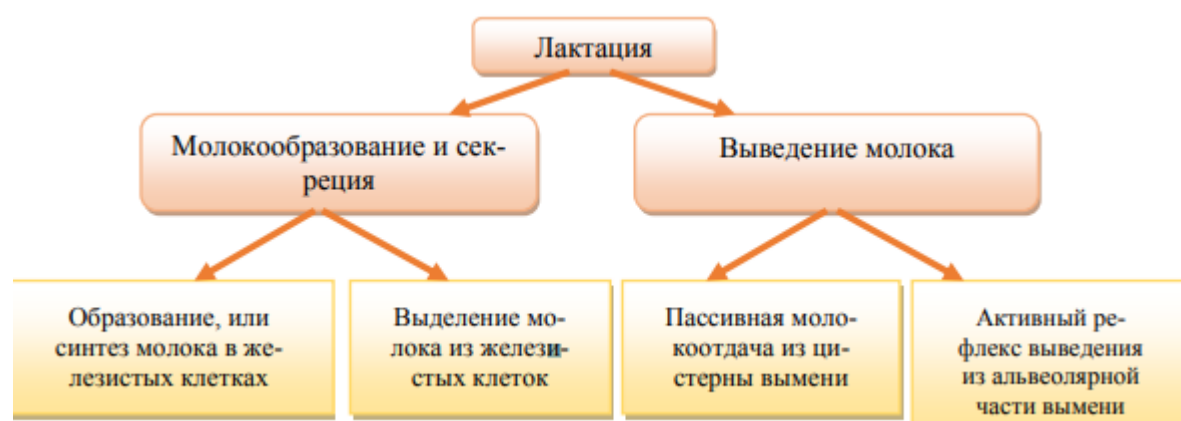 Лактация
Молокообразование и сек-
реция
Выведение молока
Образование, или
синтез молока в же-
лезистых клетках
Выделение мо-
лока из желези-
стых клеток
Пассивная моло-
коотдача из ци-
стерны вымени
Активный ре-
флекс выведения
из альвеолярной
части вымени